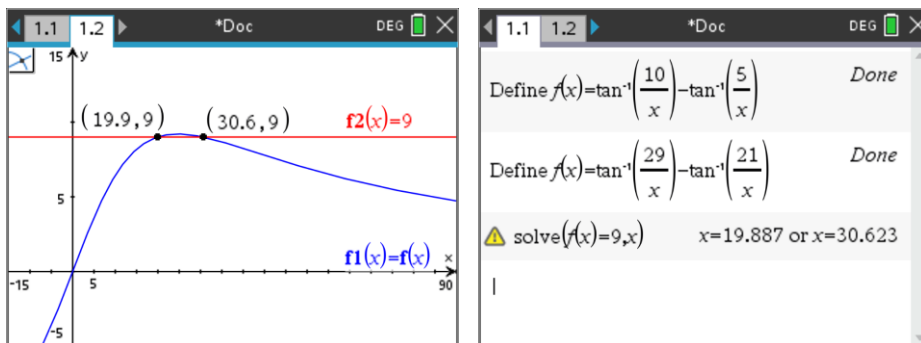 1.1 1.2 *Doc DEG
15 y
(19.9,9) (30.6,9) f2(x)=9
5
f1(x)=f(x) x
-15 5 90
-5
1.1 1.2 *Doc DEG
Define f(x)=tan⁻¹(10/x)−tan⁻¹(5/x) Done
Define f(x)=tan⁻¹(29/x)−tan⁻¹(21/x) Done
solve(f(x)=9,x) x=19.887 or x=30.623